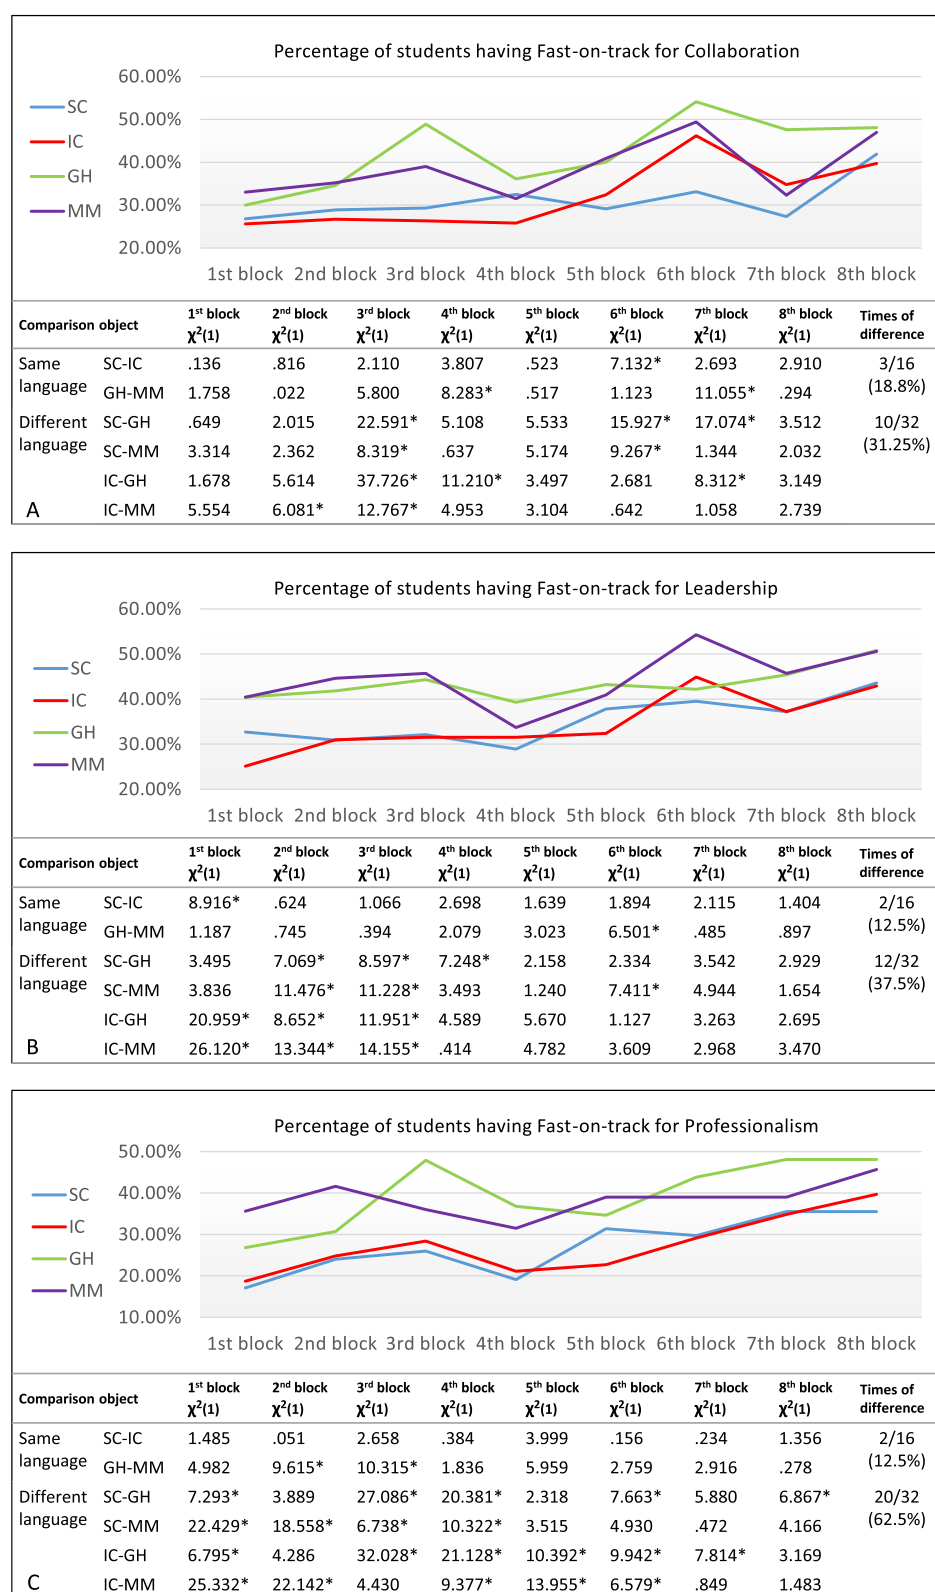 Percentage of students having Fast-on-track for Collaboration
60.00%
50.00%
40.00%
30.00%
20.00%
SC
IC
GH
MM
1st block 2nd block 3rd block 4th block 5th block 6th block 7th block 8th block
Comparison object 1st block χ²(1) 2nd block χ²(1) 3rd block χ²(1) 4th block χ²(1) 5th block χ²(1) 6th block χ²(1) 7th block χ²(1) 8th block χ²(1) Times of difference
Same language SC-IC .136 .816 2.110 3.807 .523 7.132* 2.693 2.910 3/16 (18.8%)
GH-MM 1.758 .022 5.800 8.283* .517 1.123 11.055* .294
Different language SC-GH .649 2.015 22.591* 5.108 5.533 15.927* 17.074* 3.512 10/32 (31.25%)
SC-MM 3.314 2.362 8.319* .637 5.174 9.267* 1.344 2.032
IC-GH 1.678 5.614 37.726* 11.210* 3.497 2.681 8.312* 3.149
A IC-MM 5.554 6.081* 12.767* 4.953 3.104 .642 1.058 2.739
Percentage of students having Fast-on-track for Leadership
60.00%
50.00%
40.00%
30.00%
20.00%
SC
IC
GH
MM
1st block 2nd block 3rd block 4th block 5th block 6th block 7th block 8th block
Comparison object 1st block χ²(1) 2nd block χ²(1) 3rd block χ²(1) 4th block χ²(1) 5th block χ²(1) 6th block χ²(1) 7th block χ²(1) 8th block χ²(1) Times of difference
Same language SC-IC 8.916* .624 1.066 2.698 1.639 1.894 2.115 1.404 2/16 (12.5%)
GH-MM 1.187 .745 .394 2.079 3.023 6.501* .485 .897
Different language SC-GH 3.495 7.069* 8.597* 7.248* 2.158 2.334 3.542 2.929 12/32 (37.5%)
SC-MM 3.836 11.476* 11.228* 3.493 1.240 7.411* 4.944 1.654
IC-GH 20.959* 8.652* 11.951* 4.589 5.670 1.127 3.263 2.695
B IC-MM 26.120* 13.344* 14.155* .414 4.782 3.609 2.968 3.470
Percentage of students having Fast-on-track for Professionalism
50.00%
40.00%
30.00%
20.00%
10.00%
SC
IC
GH
MM
1st block 2nd block 3rd block 4th block 5th block 6th block 7th block 8th block
Comparison object 1st block χ²(1) 2nd block χ²(1) 3rd block χ²(1) 4th block χ²(1) 5th block χ²(1) 6th block χ²(1) 7th block χ²(1) 8th block χ²(1) Times of difference
Same language SC-IC 1.485 .051 2.658 .384 3.999 .156 .234 1.356 2/16 (12.5%)
GH-MM 4.982 9.615* 10.315* 1.836 5.959 2.759 2.916 .278
Different language SC-GH 7.293* 3.889 27.086* 20.381* 2.318 7.663* 5.880 6.867* 20/32 (62.5%)
SC-MM 22.429* 18.558* 6.738* 10.322* 3.515 4.930 .472 4.166
IC-GH 6.795* 4.286 32.028* 21.128* 10.392* 9.942* 7.814* 3.169
C IC-MM 25.332* 22.142* 4.430 9.377* 13.955* 6.579* .849 1.483